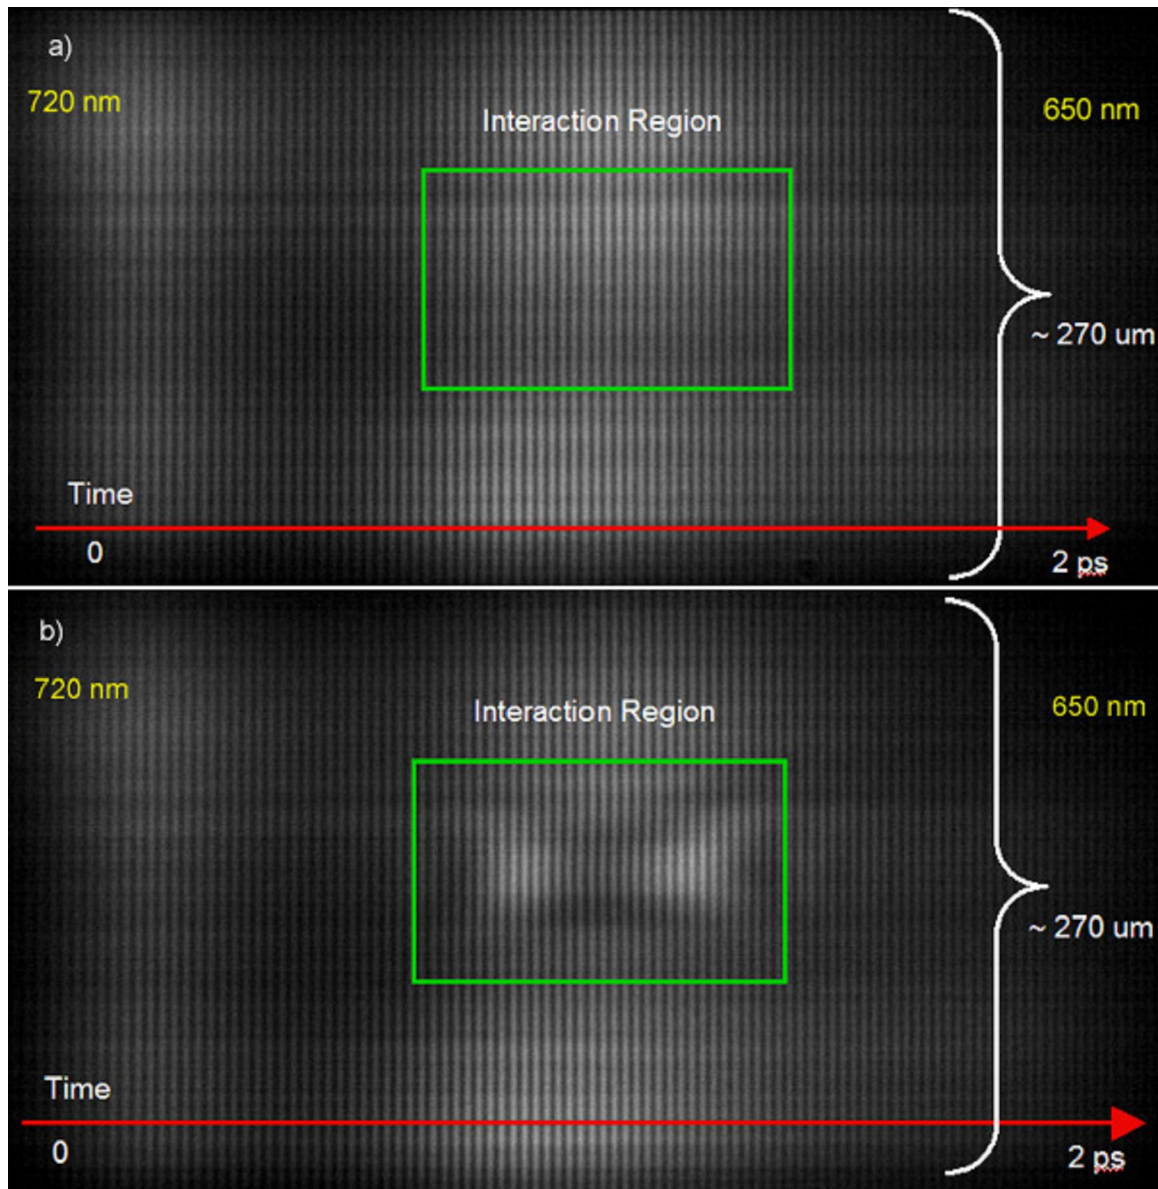 a)
720 nm
650 nm
Interaction Region
~ 270 um
Time
0
2 ps
b)
720 nm
650 nm
Interaction Region
~ 270 um
Time
0
2 ps